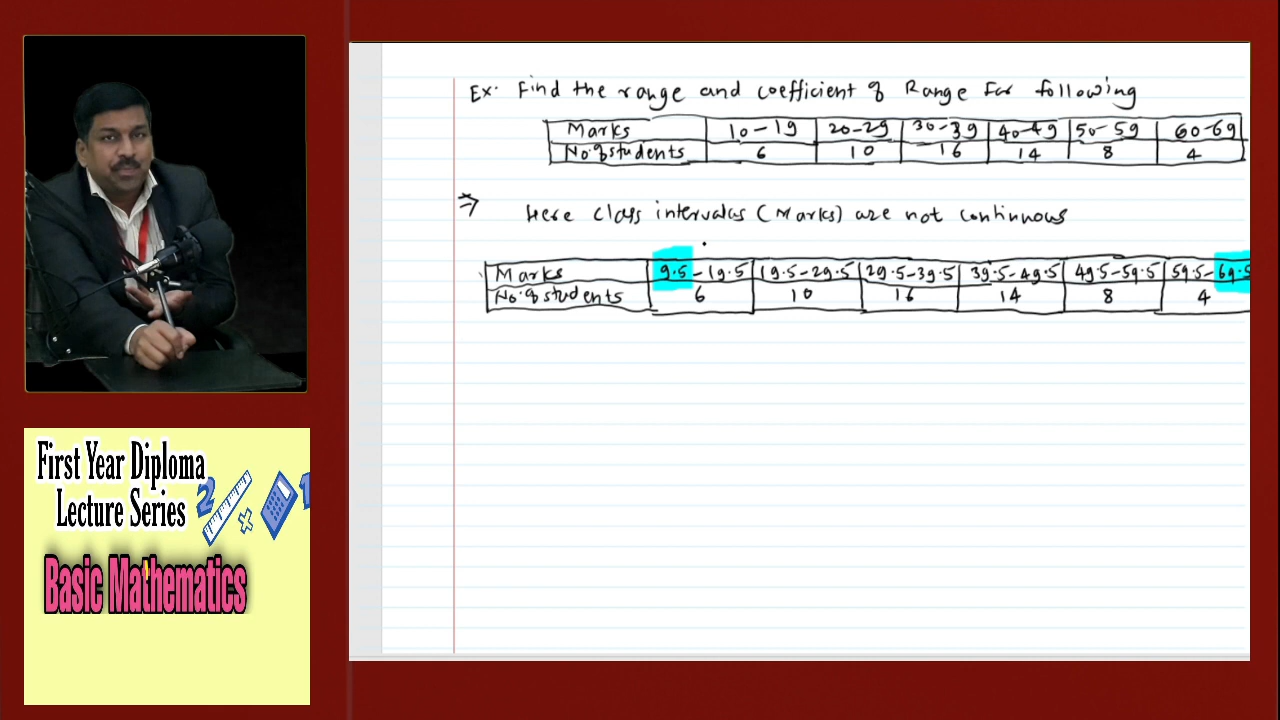 Ex. Find the range and coefficient of Range for following
Marks 10-19 20-29 30-39 40-49 50-59 60-69
No. of students 6 10 16 14 8 4
⇒ Here class intervalas (Marks) are not continuous
Marks 9.5-19.5 19.5-29.5 29.5-39.5 39.5-49.5 49.5-59.5 59.5-69.5
No. of students 6 10 16 14 8 4
First Year Diploma
Lecture Series
2
1
Basic Mathematics